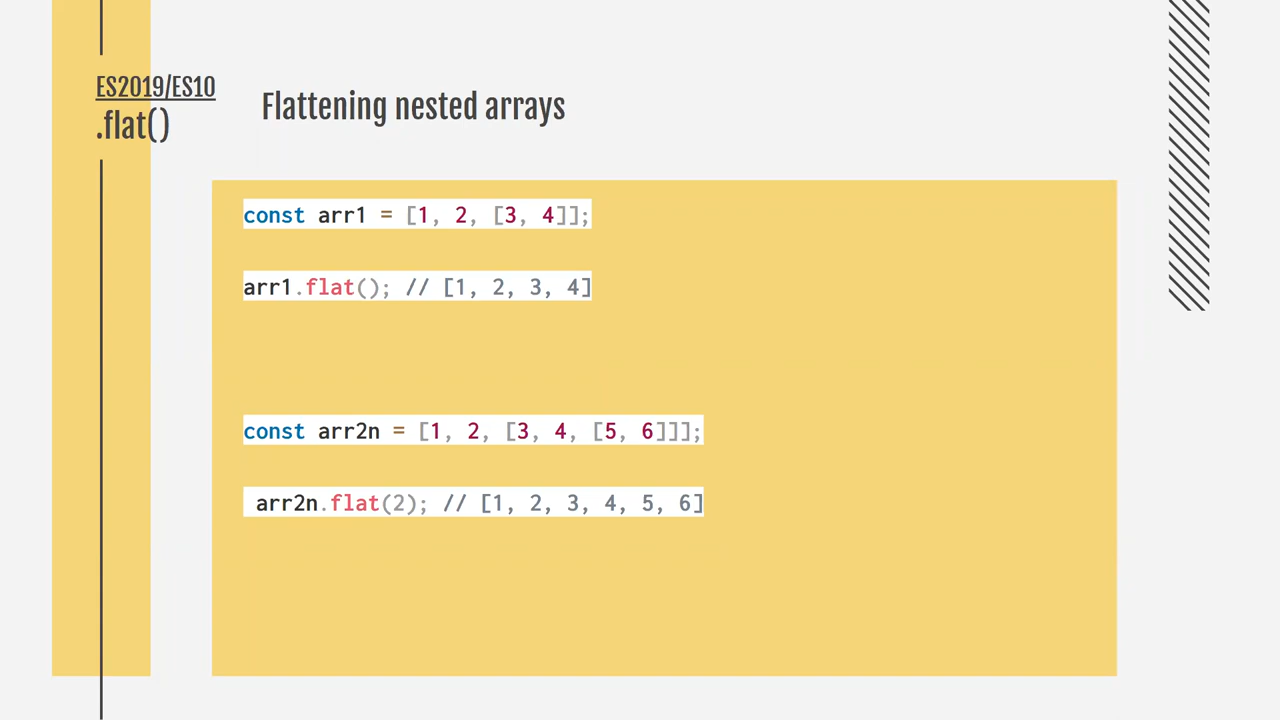 ES2019/ES10
.flat()
Flattening nested arrays
const arr1 = [1, 2, [3, 4]];
arr1.flat(); // [1, 2, 3, 4]
const arr2n = [1, 2, [3, 4, [5, 6]]];
arr2n.flat(2); // [1, 2, 3, 4, 5, 6]